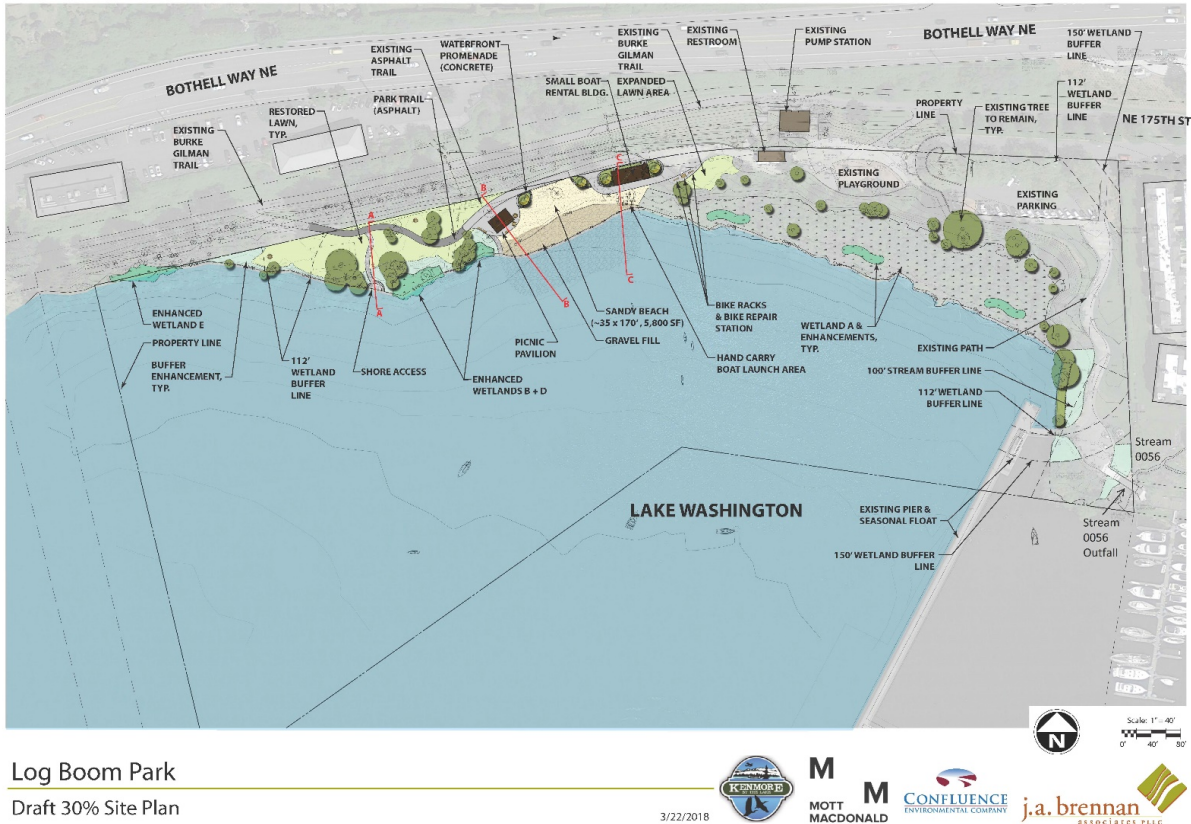 BOTHELL WAY NE
BOTHELL WAY NE
EXISTING
ASPHALT
TRAIL
WATERFRONT
PROMENADE
(CONCRETE)
EXISTING
BURKE
GILMAN
TRAIL
EXISTING
RESTROOM
EXISTING
PUMP STATION
150' WETLAND
BUFFER
LINE
112'
WETLAND
BUFFER
LINE
NE 175TH ST
SMALL BOAT
RENTAL BLDG.
EXPANDED
LAWN AREA
PARK TRAIL
(ASPHALT)
RESTORED
LAWN,
TYP.
EXISTING
BURKE
GILMAN
TRAIL
PROPERTY
LINE
EXISTING TREE
TO REMAIN,
TYP.
EXISTING
PLAYGROUND
EXISTING
PARKING
A
A
B
B
C
C
ENHANCED
WETLAND E
PROPERTY LINE
BUFFER
ENHANCEMENT,
TYP.
112'
WETLAND
BUFFER
LINE
SHORE ACCESS
ENHANCED
WETLANDS B + D
PICNIC
PAVILION
SANDY BEACH
(~35 x 170', 5,800 SF)
GRAVEL FILL
BIKE RACKS
& BIKE REPAIR
STATION
HAND CARRY
BOAT LAUNCH AREA
WETLAND A &
ENHANCEMENTS,
TYP.
EXISTING PATH
100' STREAM BUFFER LINE
112' WETLAND
BUFFER LINE
Stream
0056
LAKE WASHINGTON
EXISTING PIER &
SEASONAL FLOAT
150' WETLAND BUFFER
LINE
Stream
0056
Outfall
N
Scale: 1" = 40'
0' 40' 80'
Log Boom Park
Draft 30% Site Plan
3/22/2018
KENMORE
BY THE LAKE
M
M
MOTT
MACDONALD
CONFLUENCE
ENVIRONMENTAL COMPANY
j.a. brennan
associates PLLC